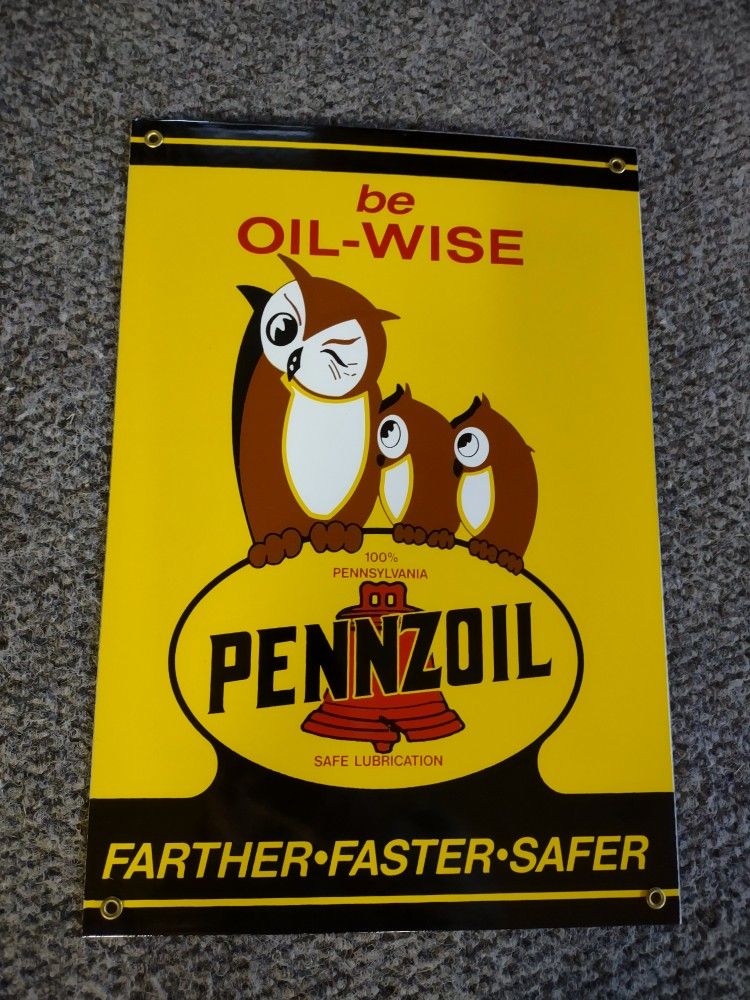 be
OIL-WISE
100%
PENNSYLVANIA
PENNZOIL
SAFE LUBRICATION
FARTHER•FASTER•SAFER